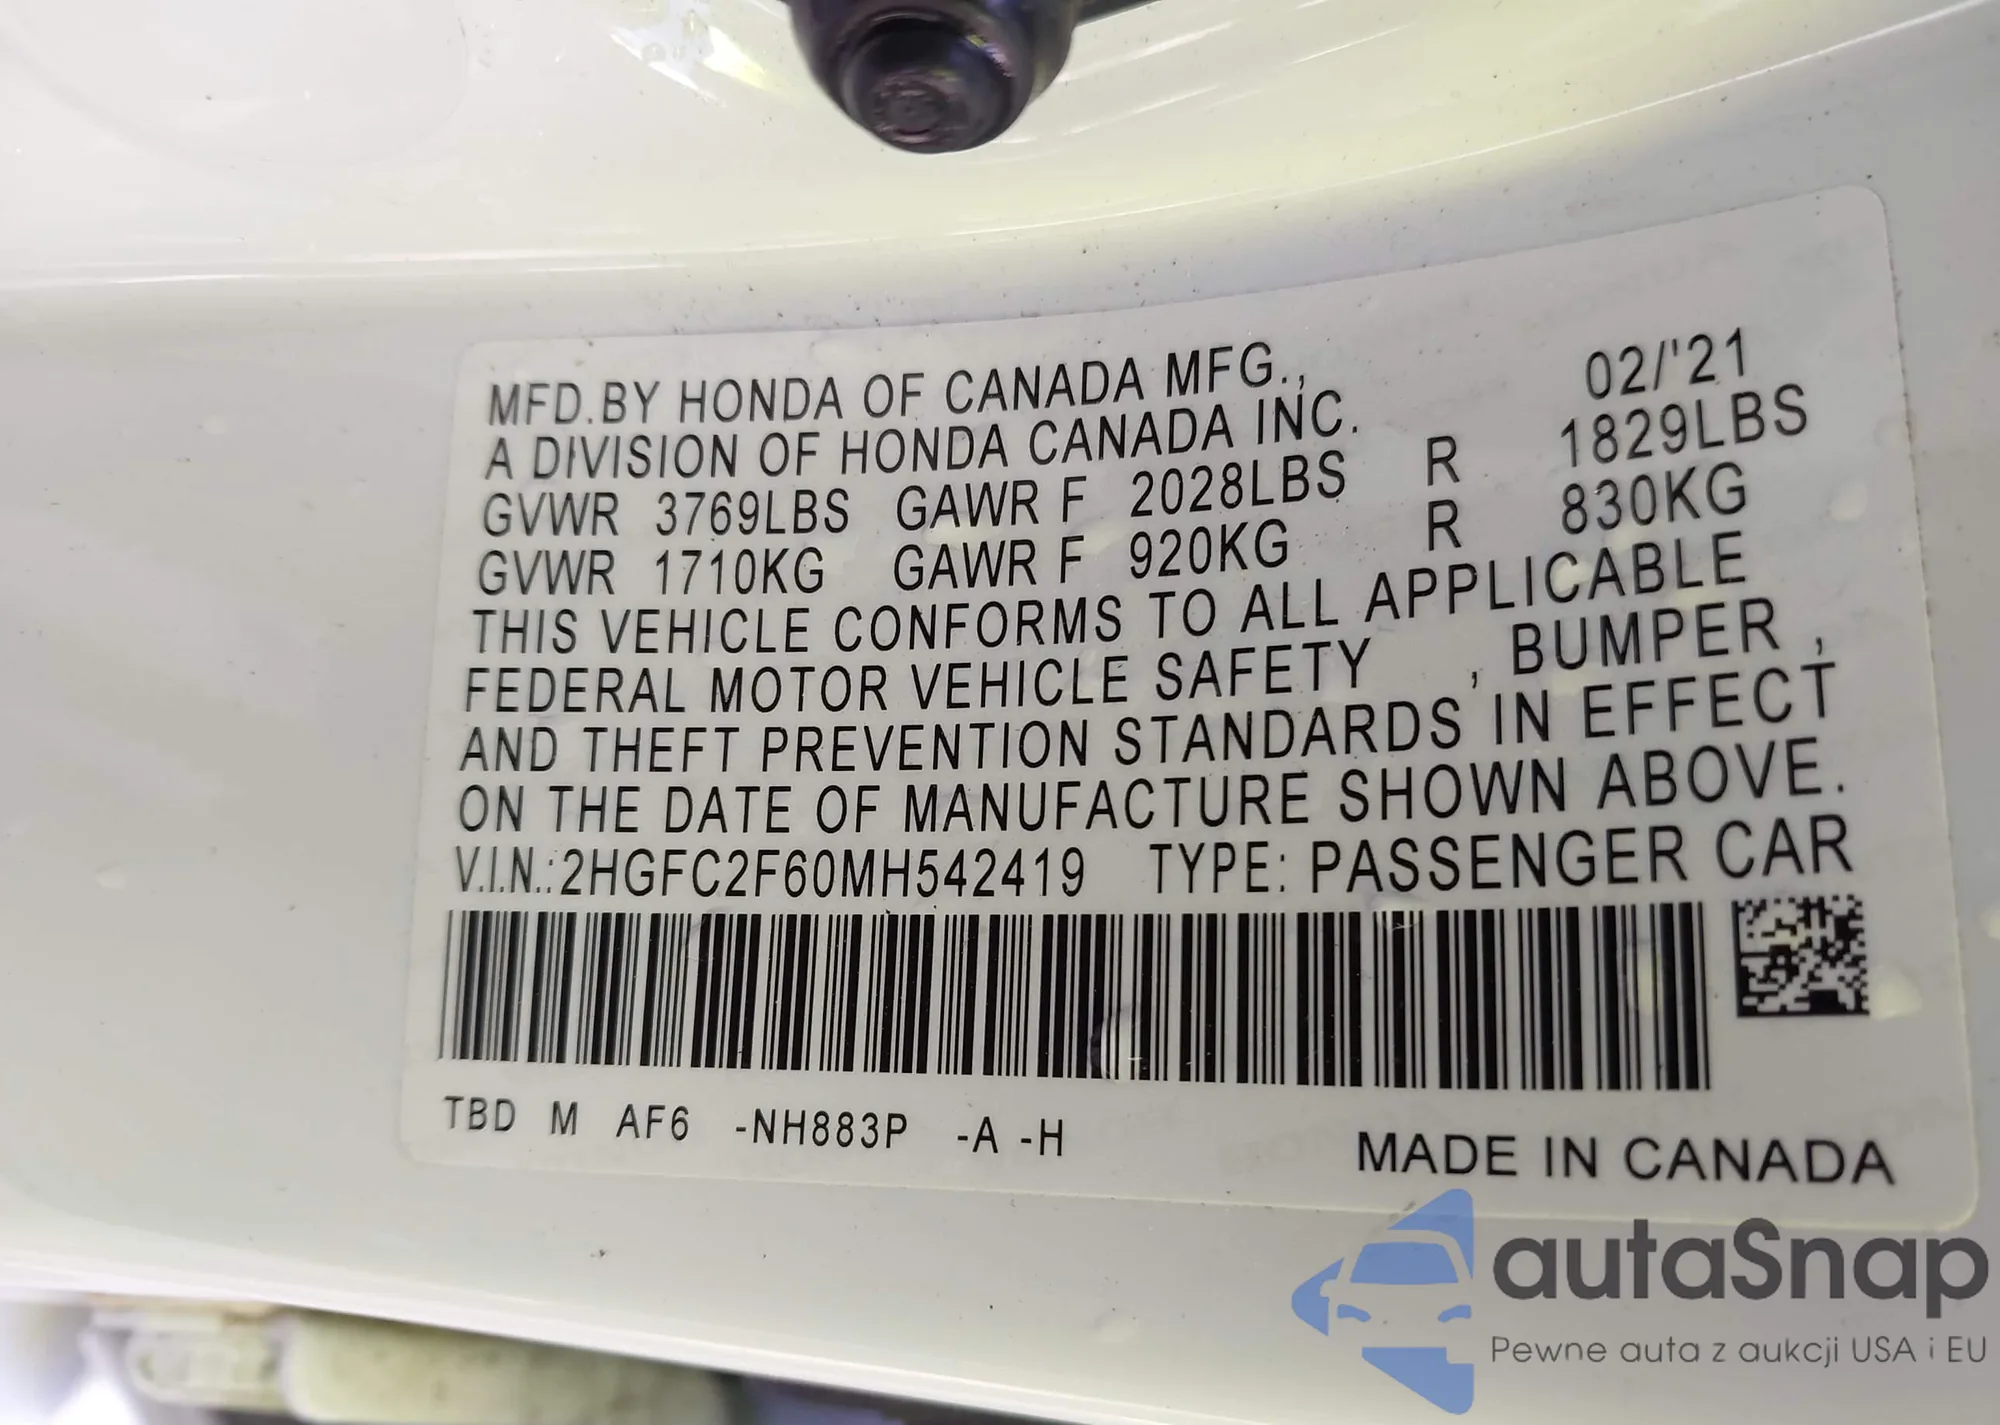 MFD.BY HONDA OF CANADA MFG., 02/'21
A DIVISION OF HONDA CANADA INC.
GVWR 3769LBS GAWR F 2028LBS R 1829LBS
GVWR 1710KG GAWR F 920KG R 830KG
THIS VEHICLE CONFORMS TO ALL APPLICABLE
FEDERAL MOTOR VEHICLE SAFETY , BUMPER ,
AND THEFT PREVENTION STANDARDS IN EFFECT
ON THE DATE OF MANUFACTURE SHOWN ABOVE.
V.I.N.:2HGFC2F60MH542419 TYPE: PASSENGER CAR
TBD M AF6 -NH883P -A -H
MADE IN CANADA
autaSnap
Pewne auta z aukcji USA i EU